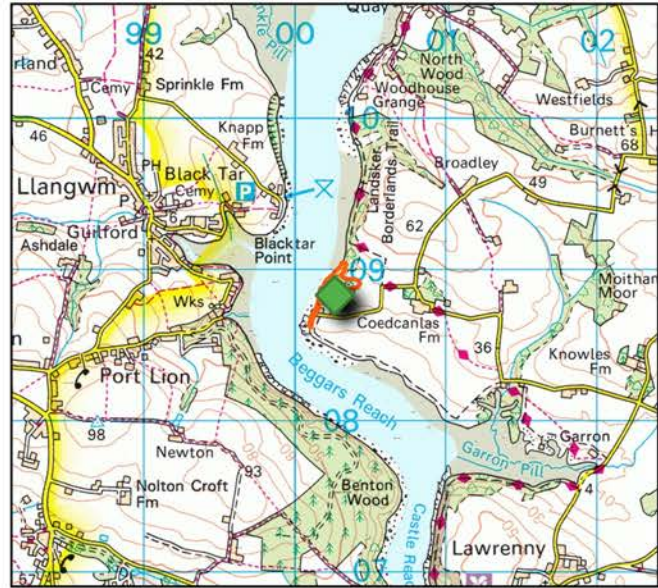 99
00
01
02
Quay
42
Cemy
Sprinkle Fm
North
Wood
Woodhouse
Grange
Westfields
Knapp
Fm
10
Burnett's
68
46
PH
Black Tar
Landsker
Borderlands Trail
Broadley
Llangwm
P
Cemy
P
6
49
62
Guilford
Ashdale
Blacktar
Point
09
Moitham
Moor
Wks
Coedcanlas
Fm
36
Knowles
Fm
Port Lion
Beggars Reach
08
98
Newton
Garron
Garron Pill
93
4
Nolton Croft
Fm
Benton
Wood
Lawrenny
57